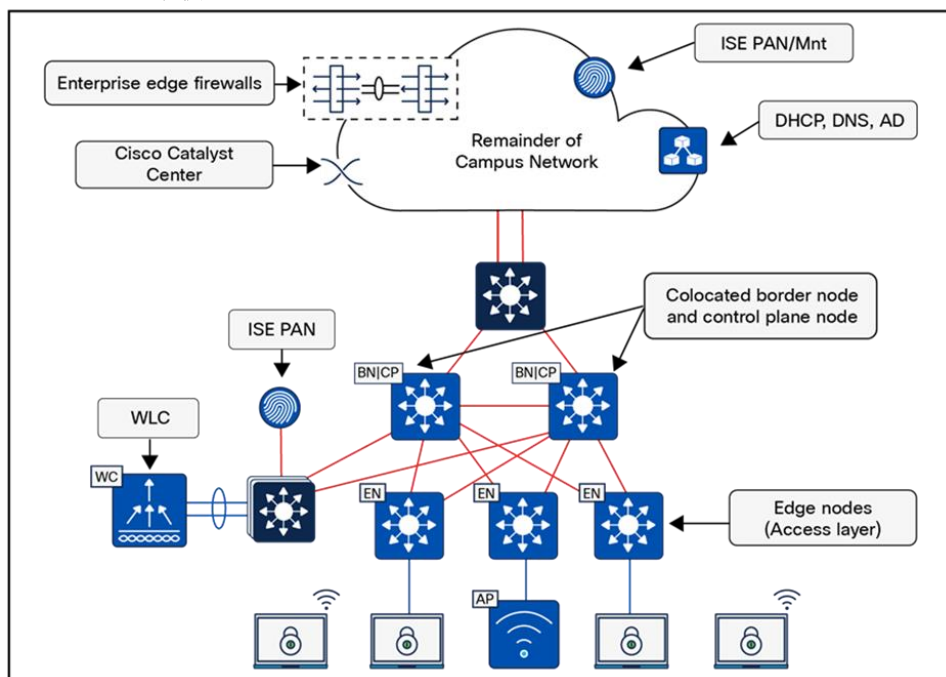 ISE PAN/Mnt
Enterprise edge firewalls
DHCP, DNS, AD
Remainder of
Campus Network
Cisco Catalyst
Center
Colocated border node
and control plane node
ISE PAN
BN|CP
BN|CP
WLC
WC
EN
EN
EN
Edge nodes
(Access layer)
AP